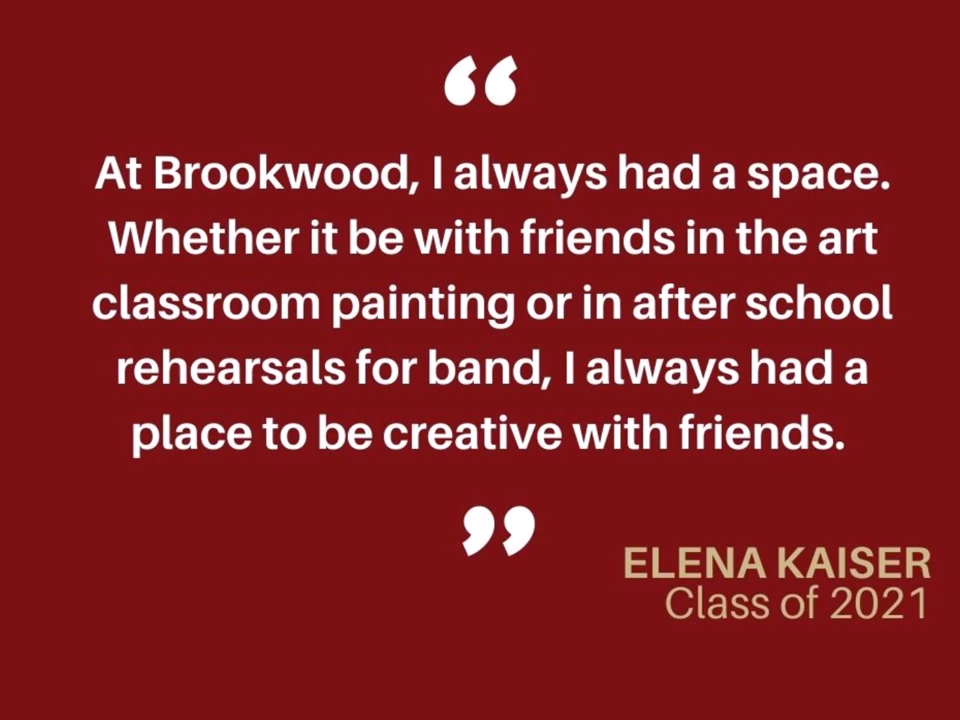 “
At Brookwood, I always had a space.
Whether it be with friends in the art
classroom painting or in after school
rehearsals for band, I always had a
place to be creative with friends.
”
ELENA KAISER
Class of 2021